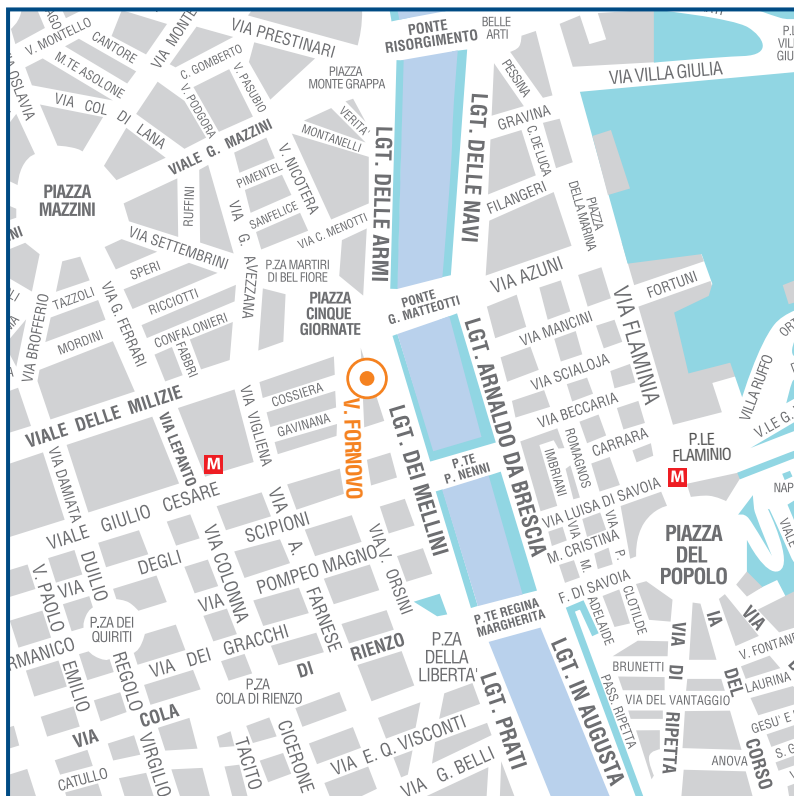 V. MONTELLO
CANTORE
VIA PRESTINARI
PONTE
RISORGIMENTO
BELLE
ARTI
VIA VILLA GIULIA
M.TE ASOLONE
C. GOMBERTO
V. PASUBIO
V. PODGORA
PIAZZA
MONTE GRAPPA
PESSINA
OSLAVIA
VIA COL DI LANA
VIALE G. MAZZINI
VERITA'
MONTANELLI
LGT. DELLE ARMI
LGT. DELLE NAVI
GRAVINA
C. DE LUCA
PIAZZA
MAZZINI
RUFFINI
PIMENTEL
SANFELICE
V. NICOTERA
VIA C. MENOTTI
FILANGERI
PIAZZA
DELLA MARINA
VIA SETTEMBRINI
VIA G. AVEZZANA
P.ZA MARTIRI
DI BEL FIORE
VIA AZUNI
FORTUNI
SPERI
TAZZOLI
RICCIOTTI
VIA G. FERRARI
CONFALONIERI
FABBRI
MORDINI
VIA BROFFERIO
PIAZZA
CINQUE
GIORNATE
PONTE
G. MATTEOTTI
VIA FLAMINIA
VIA MANCINI
VIA SCIALOJA
VIA BECCARIA
VILLA RUFFO
VIALE DELLE MILIZIE
COSSIERA
GAVINANA
VIA VIGLIENA
V. FORNOVO
LGT. DEI MELLINI
LGT. ARNALDO DA BRESCIA
CARRARA
ROMAGNOS
IMBRIANI
P.LE
FLAMINIO
V.LE G.
VIA LEPANTO
M
M
VIA DAMIATA
P.TE
P. NENNI
VIA LUISA DI SAVOIA
VIALE GIULIO CESARE
VIA DEGLI SCIPIONI
VIA V. ORSINI
M. CRISTINA
PIAZZA
DEL
POPOLO
DUILIO
VIA COLONNA
VIA A. FARNESE
VIA POMPEO MAGNO
F. DI SAVOIA
VIA M. ADELAIDE
VIA P. CLOTILDE
V. PAOLO EMILIO
P.ZA DEI
QUIRITI
VIA DEI GRACCHI
P.TE REGINA
MARGHERITA
VIA DI RIPETTA
VIA
V. FONTANE
BRUNETTI
VIA DEL VANTAGGIO
LAURINA
REGOLO
VIRGILIO
P.ZA
COLA DI RIENZO
VIA COLA DI RIENZO
P.ZA
DELLA
LIBERTA'
LGT. IN AUGUSTA
PASS. RIPETTA
DEL CORSO
ANOVA
CATULLO
TACITO
CICERONE
VIA E. Q. VISCONTI
VIA G. BELLI
LGT. PRATI